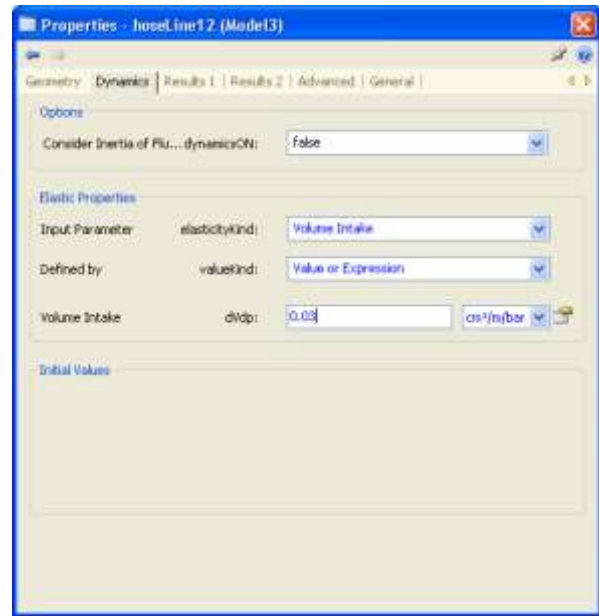 Properties - hoseLine12 (Model3)
Geometry | Dynamics | Results 1 | Results 2 | Advanced | General |
Options
Consider Inertia of Flu... dynamicsON: false
Elastic Properties
Input Parameter elasticityKind: Volume Intake
Defined by valueKind: Value or Expression
Volume Intake dVdp: 0.03 cm³/m/bar
Initial Values